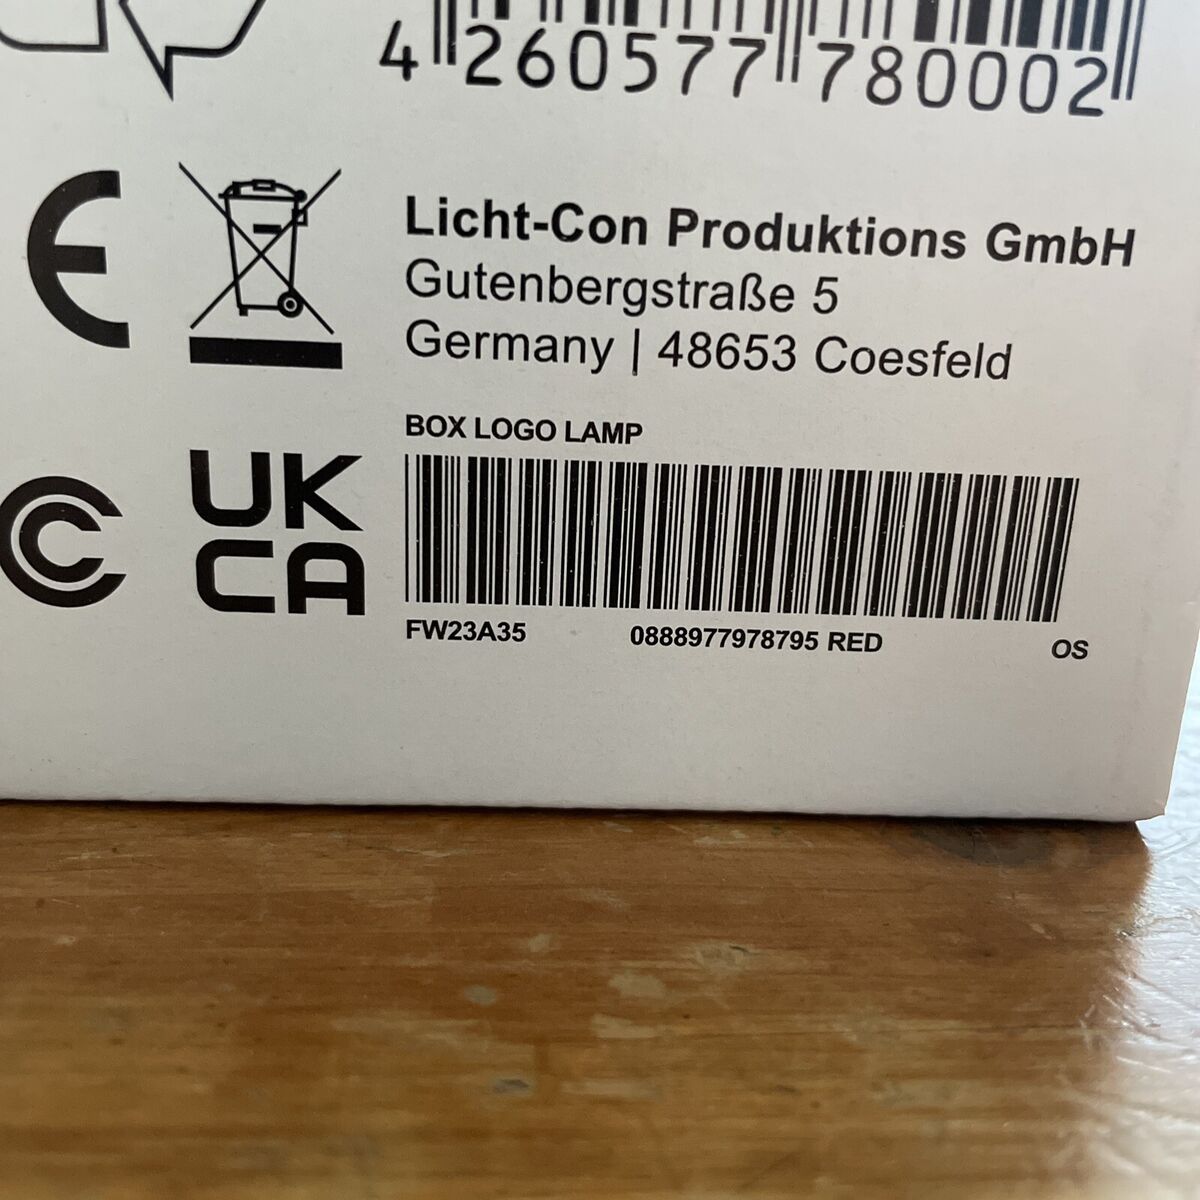 4 260577 780002
CE
Licht-Con Produktions GmbH
Gutenbergstraße 5
Germany | 48653 Coesfeld
UK
CA
BOX LOGO LAMP
FW23A35 0888977978795 RED OS